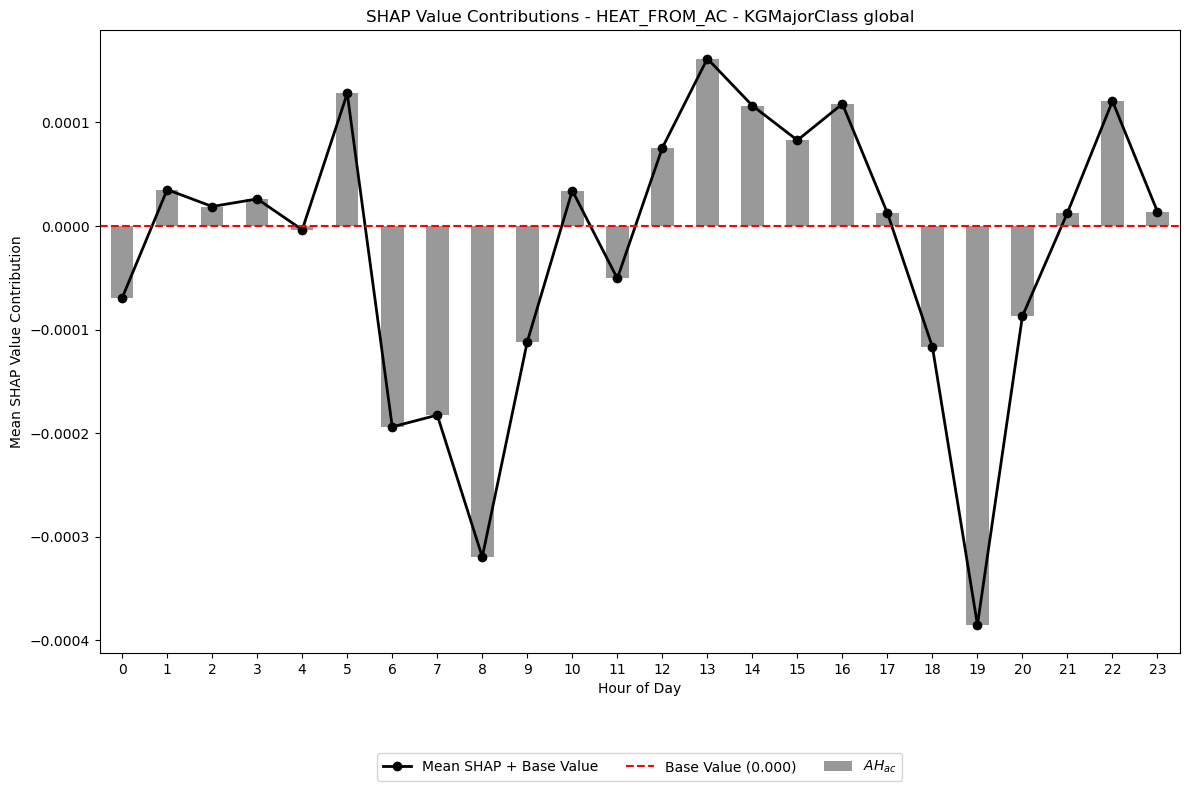 SHAP Value Contributions - HEAT_FROM_AC - KGMajorClass global
Mean SHAP Value Contribution
0.0001
0.0000
−0.0001
−0.0002
−0.0003
−0.0004
0 1 2 3 4 5 6 7 8 9 10 11 12 13 14 15 16 17 18 19 20 21 22 23
Hour of Day
Mean SHAP + Base Value Base Value (0.000) AH_ac